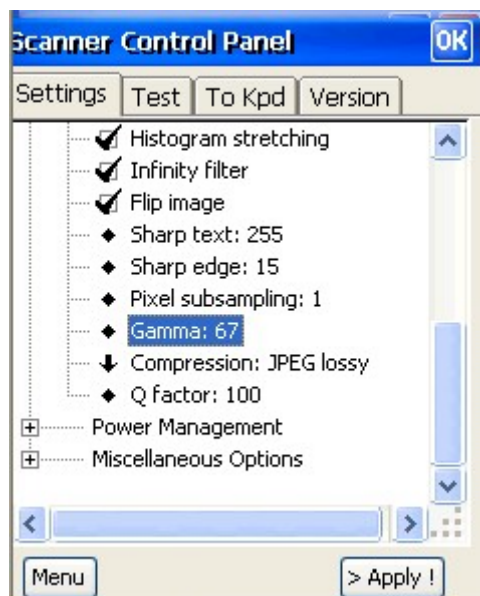 Scanner Control Panel OK
Settings Test To Kpd Version
Histogram stretching
Infinity filter
Flip image
Sharp text: 255
Sharp edge: 15
Pixel subsampling: 1
Gamma: 67
Compression: JPEG lossy
Q factor: 100
Power Management
Miscellaneous Options
Menu > Apply !